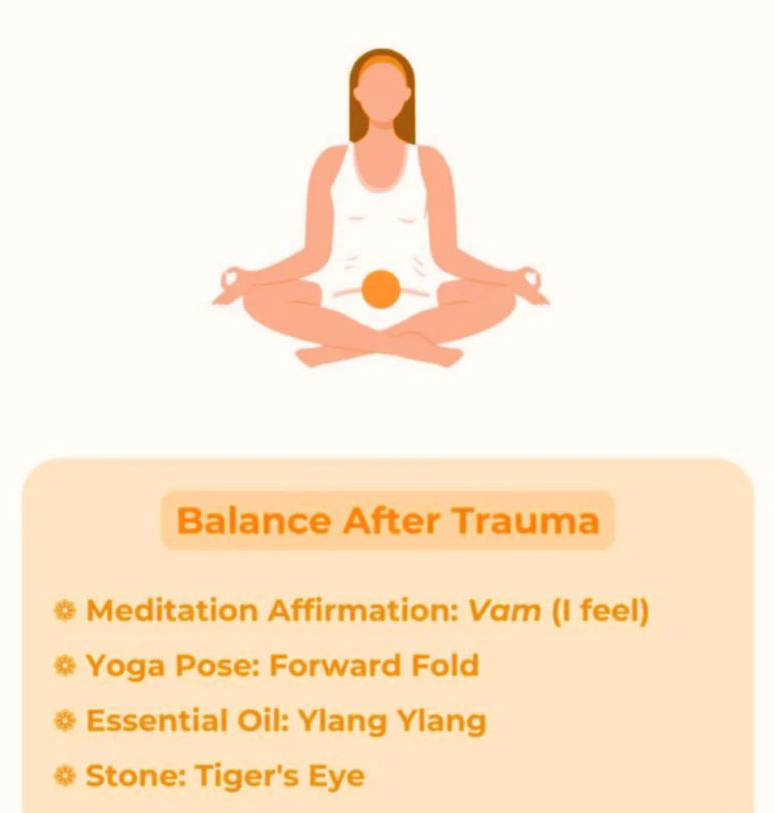 Balance After Trauma
Meditation Affirmation: Vam (I feel)
Yoga Pose: Forward Fold
Essential Oil: Ylang Ylang
Stone: Tiger's Eye